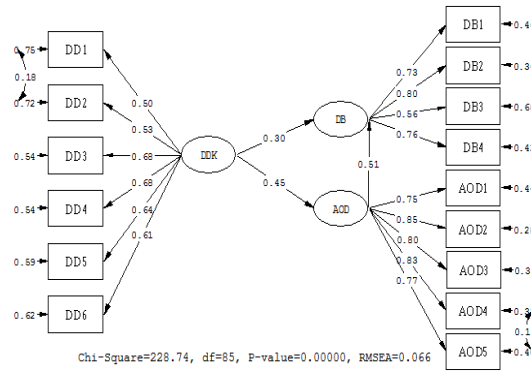 0.75 DD1
0.18
0.72 DD2
0.54 DD3
0.54 DD4
0.59 DD5
0.62 DD6
0.50
0.53
0.68
0.68
0.64
0.61
DDK
0.30
0.45
DB
0.51
AOD
0.73
0.80
0.56
0.76
0.75
0.85
0.80
0.83
0.77
DB1
DB2
DB3
DB4
AOD1
AOD2
AOD3
AOD4
AOD5
Chi-Square=228.74, df=85, P-value=0.00000, RMSEA=0.066